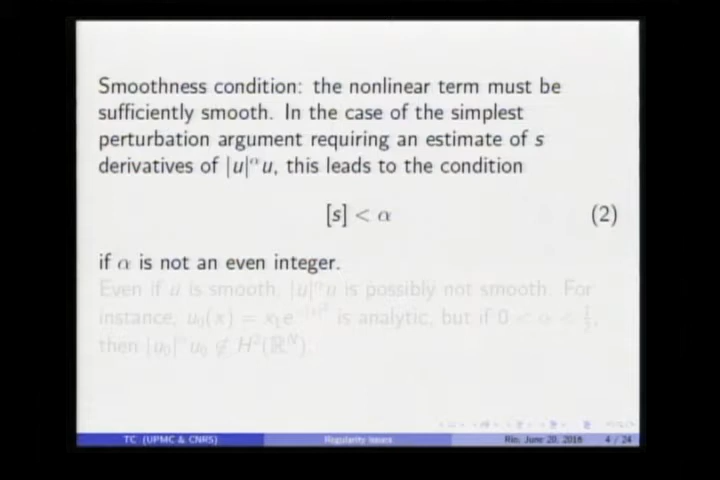 Smoothness condition: the nonlinear term must be
sufficiently smooth. In the case of the simplest
perturbation argument requiring an estimate of s
derivatives of |u|^α u, this leads to the condition
[s] < α (2)
if α is not an even integer.
Even if u is smooth, |u|^α u is possibly not smooth. For
instance, u₀(x) = x₁e^{-|x|²} is analytic, but if 0 < α <
then |u₀|^α u₀ ∉ H²(ℝᴺ).
TC (UPMC & CNRS) Regularity issues Rio, June 20, 2016 4 / 24